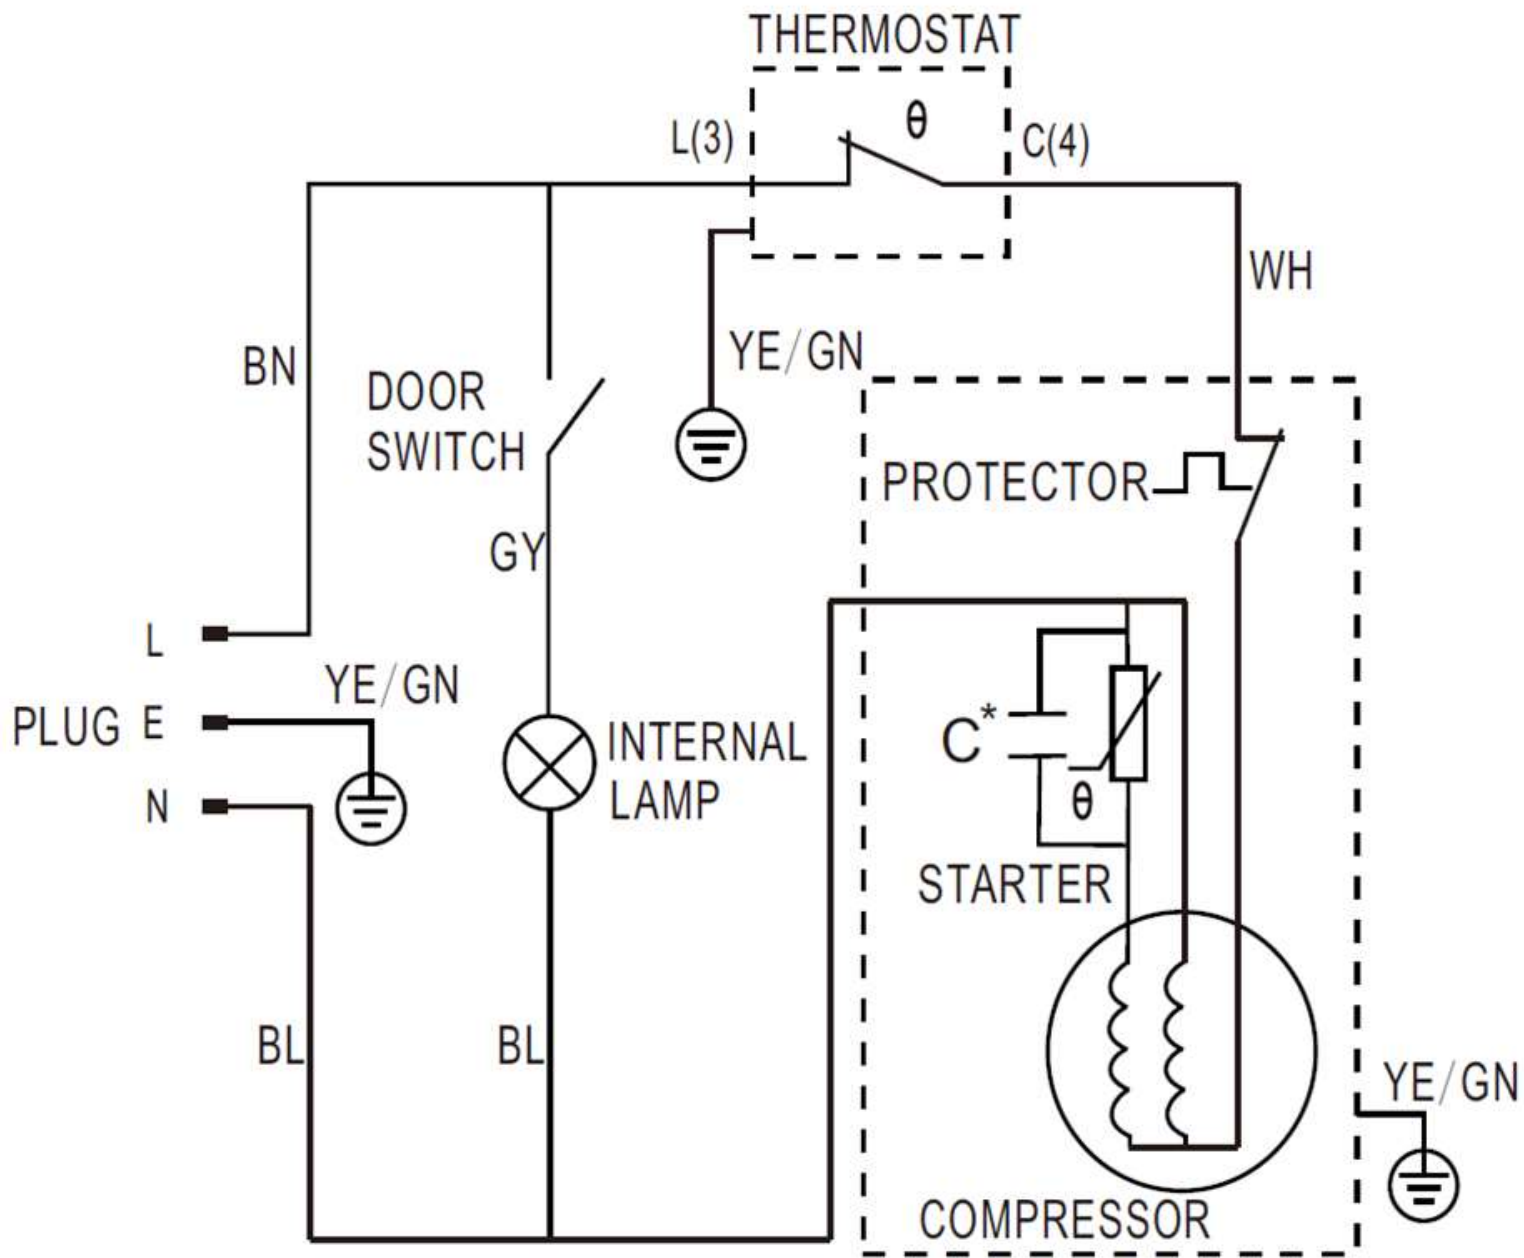 THERMOSTAT
θ
L(3)
C(4)
WH
YE/GN
BN
DOOR
SWITCH
PROTECTOR
GY
L
YE/GN
PLUG E
N
INTERNAL
LAMP
C*
θ
STARTER
BL
BL
YE/GN
COMPRESSOR